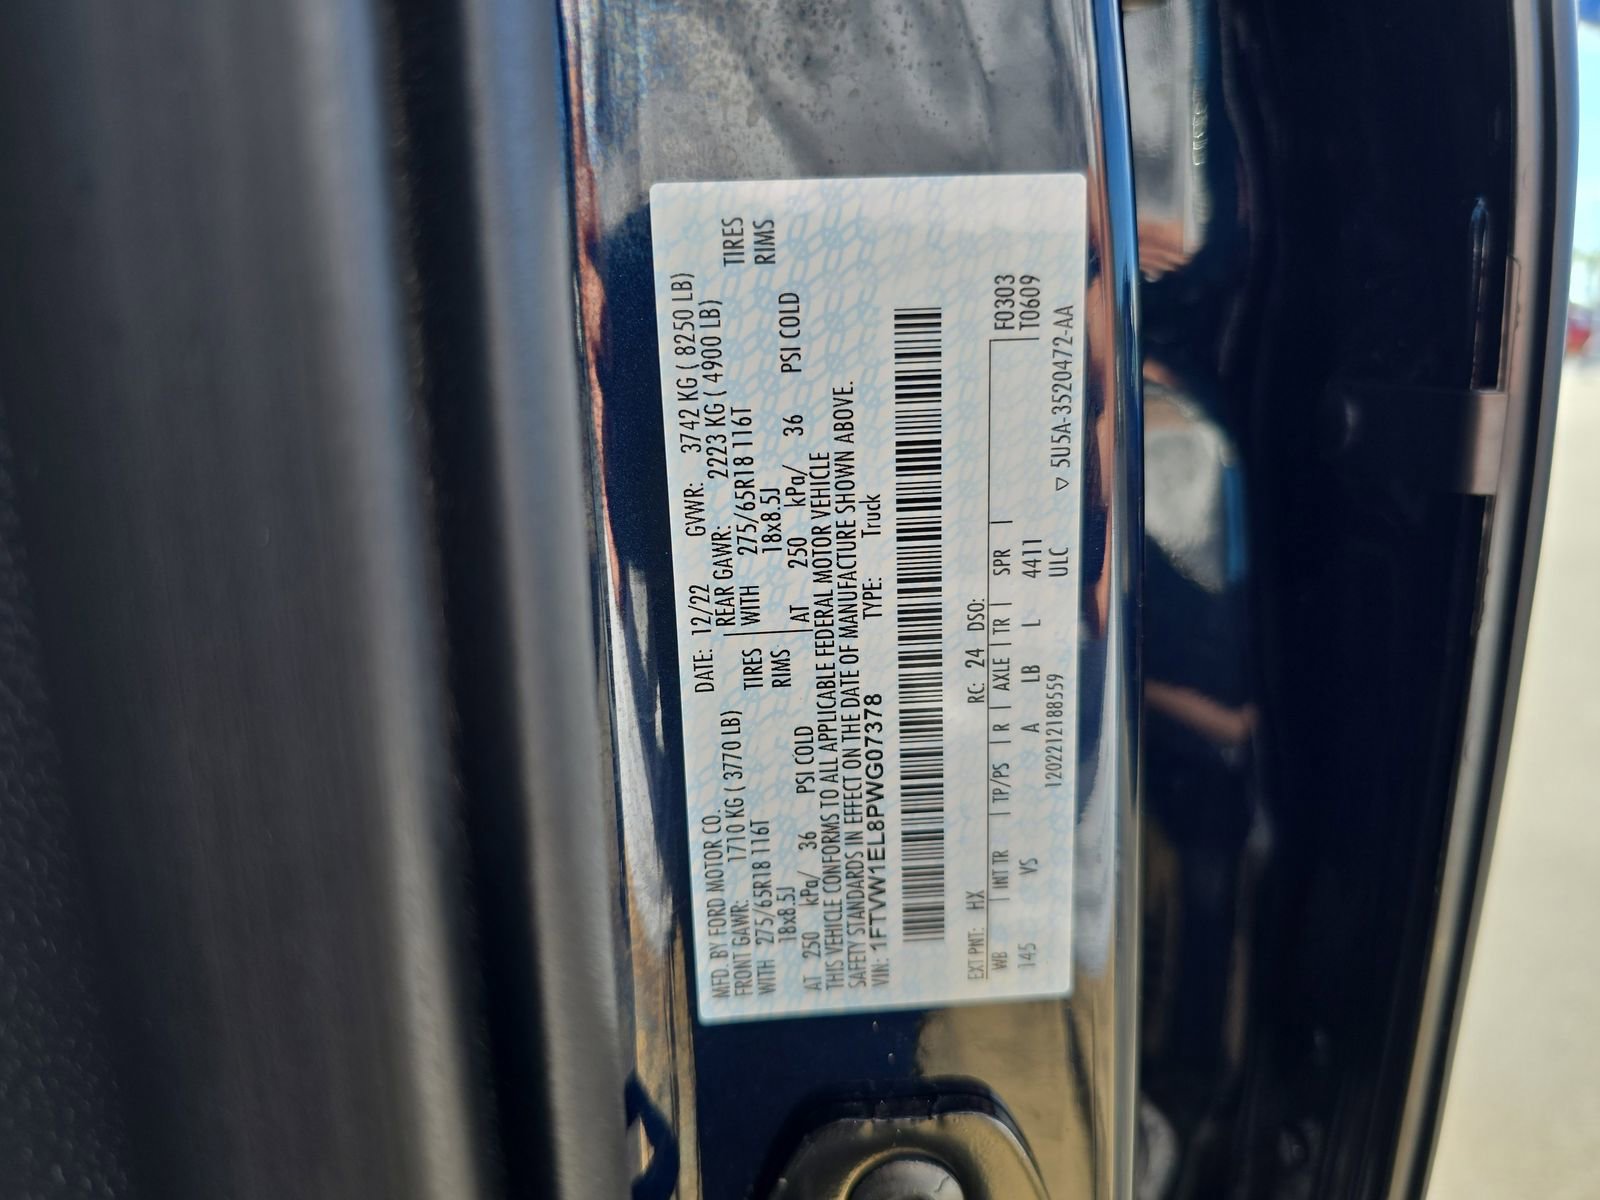 MFD. BY FORD MOTOR CO. DATE: 12/22 GVWR: 3742 KG ( 8250 LB)
FRONT GAWR: 1710 KG ( 3770 LB) REAR GAWR: 2223 KG ( 4900 LB)
WITH 275/65R18 116T TIRES WITH 275/65R18 116T TIRES
18x8.5J RIMS 18x8.5J RIMS
AT 250 kPa/ 36 PSI COLD AT 250 kPa/ 36 PSI COLD
THIS VEHICLE CONFORMS TO ALL APPLICABLE FEDERAL MOTOR VEHICLE
SAFETY STANDARDS IN EFFECT ON THE DATE OF MANUFACTURE SHOWN ABOVE.
VIN: 1FTVW1EL8PWG07378 TYPE: Truck
EXT PNT: HX RC: 24 DSO:
WB INT TR TP/PS R AXLE TR SPR F0303
145 VS A LB L 4411 T0609
ULC
120221218859 ▽ 5U5A-3520472-AA